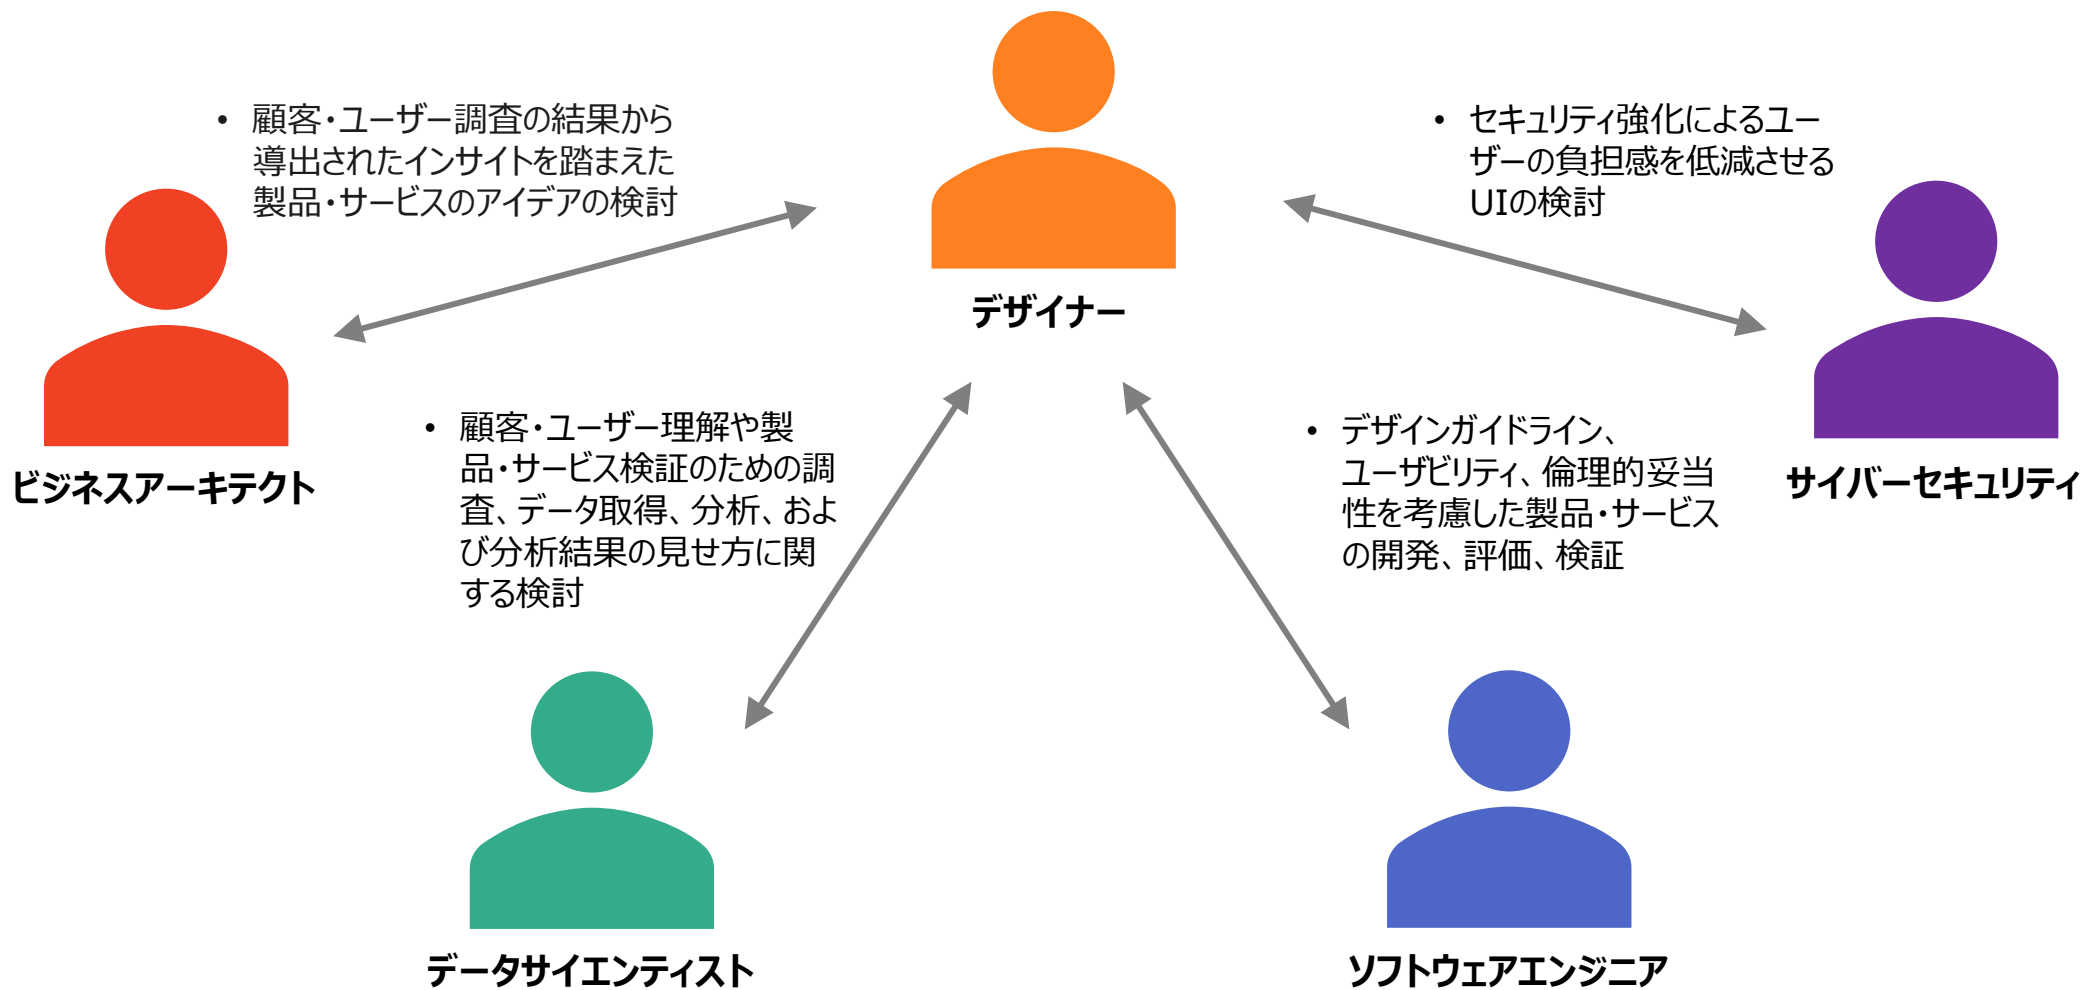 • 顧客・ユーザー調査の結果から
導出されたインサイトを踏まえた
製品・サービスのアイデアの検討
• セキュリティ強化によるユー
ザーの負担感を低減させる
UIの検討
デザイナー
• 顧客・ユーザー理解や製
品・サービス検証のための調
査、データ取得、分析、およ
び分析結果の見せ方に関
する検討
• デザインガイドライン、
ユーザビリティ、倫理的妥当
性を考慮した製品・サービス
の開発、評価、検証
ビジネスアーキテクト
サイバーセキュリティ
データサイエンティスト
ソフトウェアエンジニア